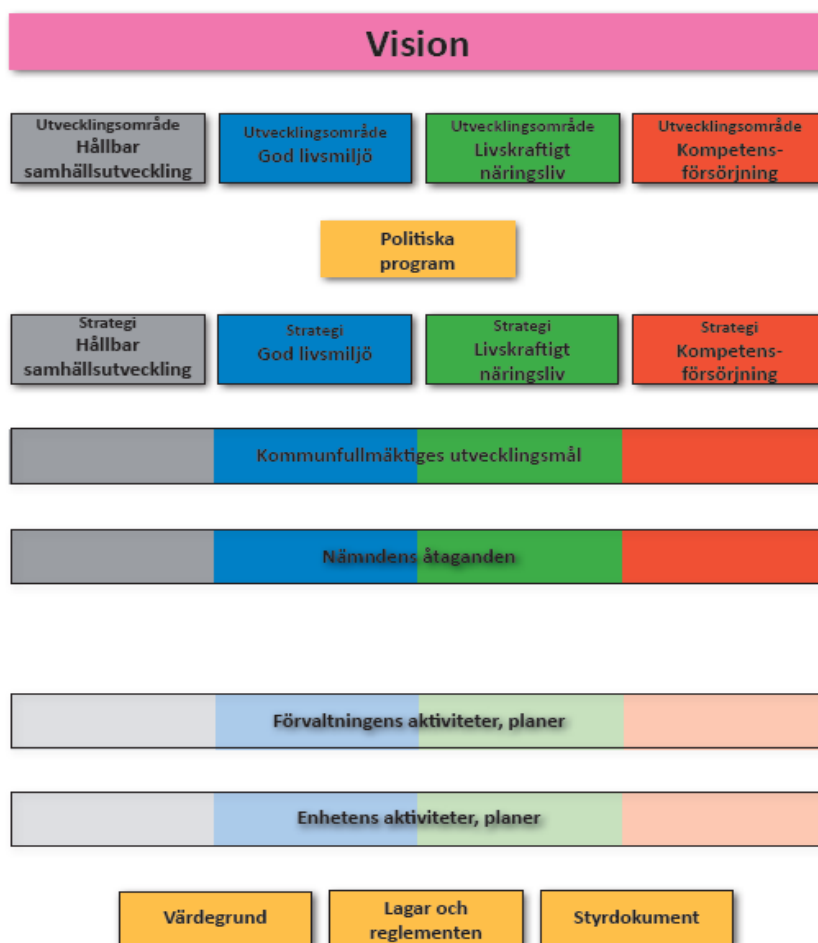 Vision
Utvecklingsområde
Hållbar
samhällsutveckling
Utvecklingsområde
God livsmiljö
Utvecklingsområde
Livskraftigt
näringsliv
Utvecklingsområde
Kompetens-
försörjning
Politiska
program
Strategi
Hållbar
samhällsutveckling
Strategi
God livsmiljö
Strategi
Livskraftigt
näringsliv
Strategi
Kompetens-
försörjning
Kommunfullmäktiges utvecklingsmål
Nämndens åtaganden
Förvaltningens aktiviteter, planer
Enhetens aktiviteter, planer
Värdegrund
Lagar och
reglementen
Styrdokument